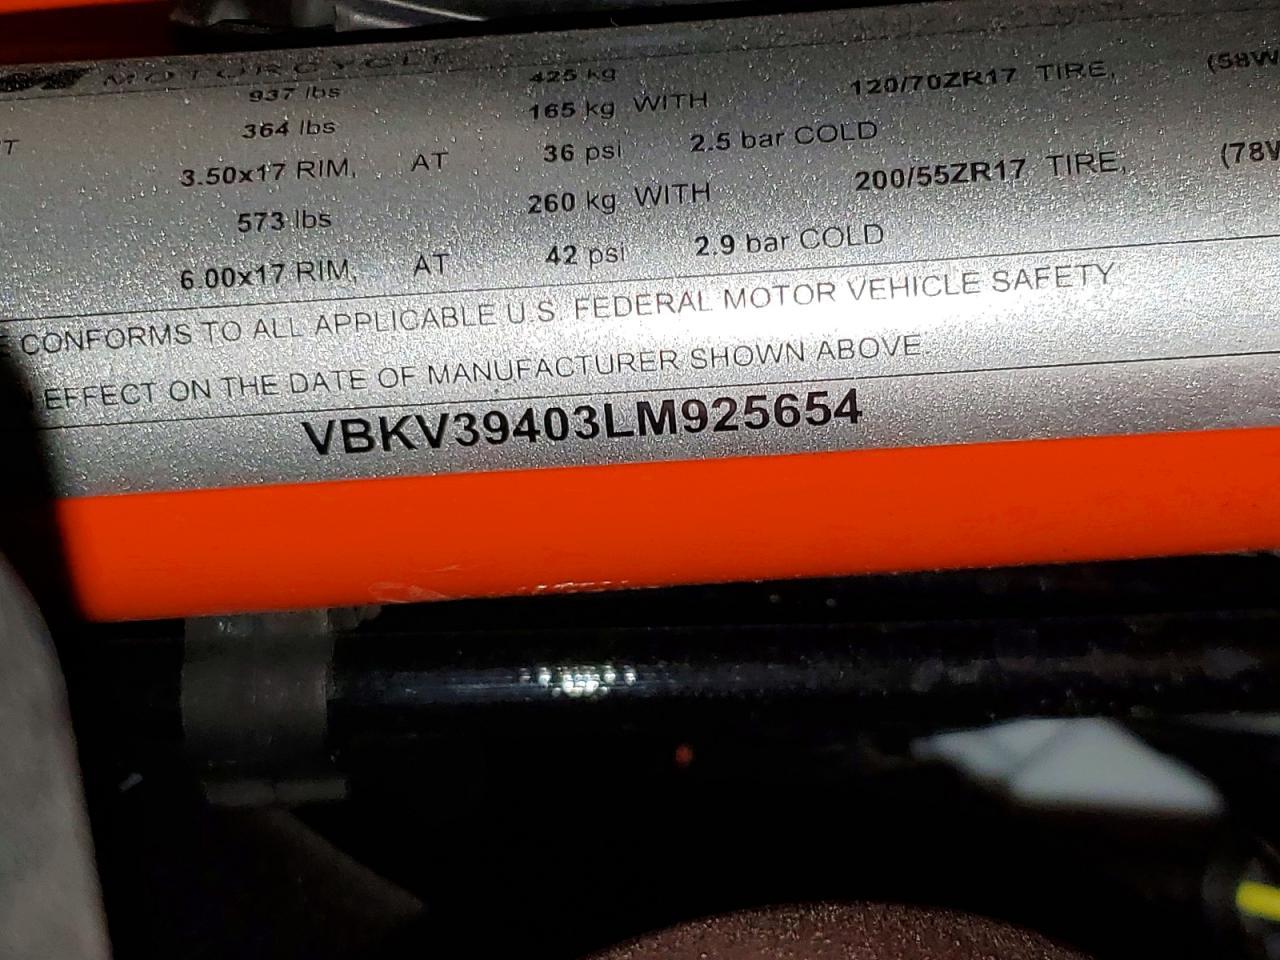 MOTORCYCLE
937 lbs 425 kg
T 364 lbs 165 kg WITH 120/70ZR17 TIRE, (58W
3.50x17 RIM, AT 36 psi 2.5 bar COLD
573 lbs 260 kg WITH 200/55ZR17 TIRE, (78W
6.00x17 RIM, AT 42 psi 2.9 bar COLD
CONFORMS TO ALL APPLICABLE U.S. FEDERAL MOTOR VEHICLE SAFETY
EFFECT ON THE DATE OF MANUFACTURER SHOWN ABOVE.
VBKV39403LM925654